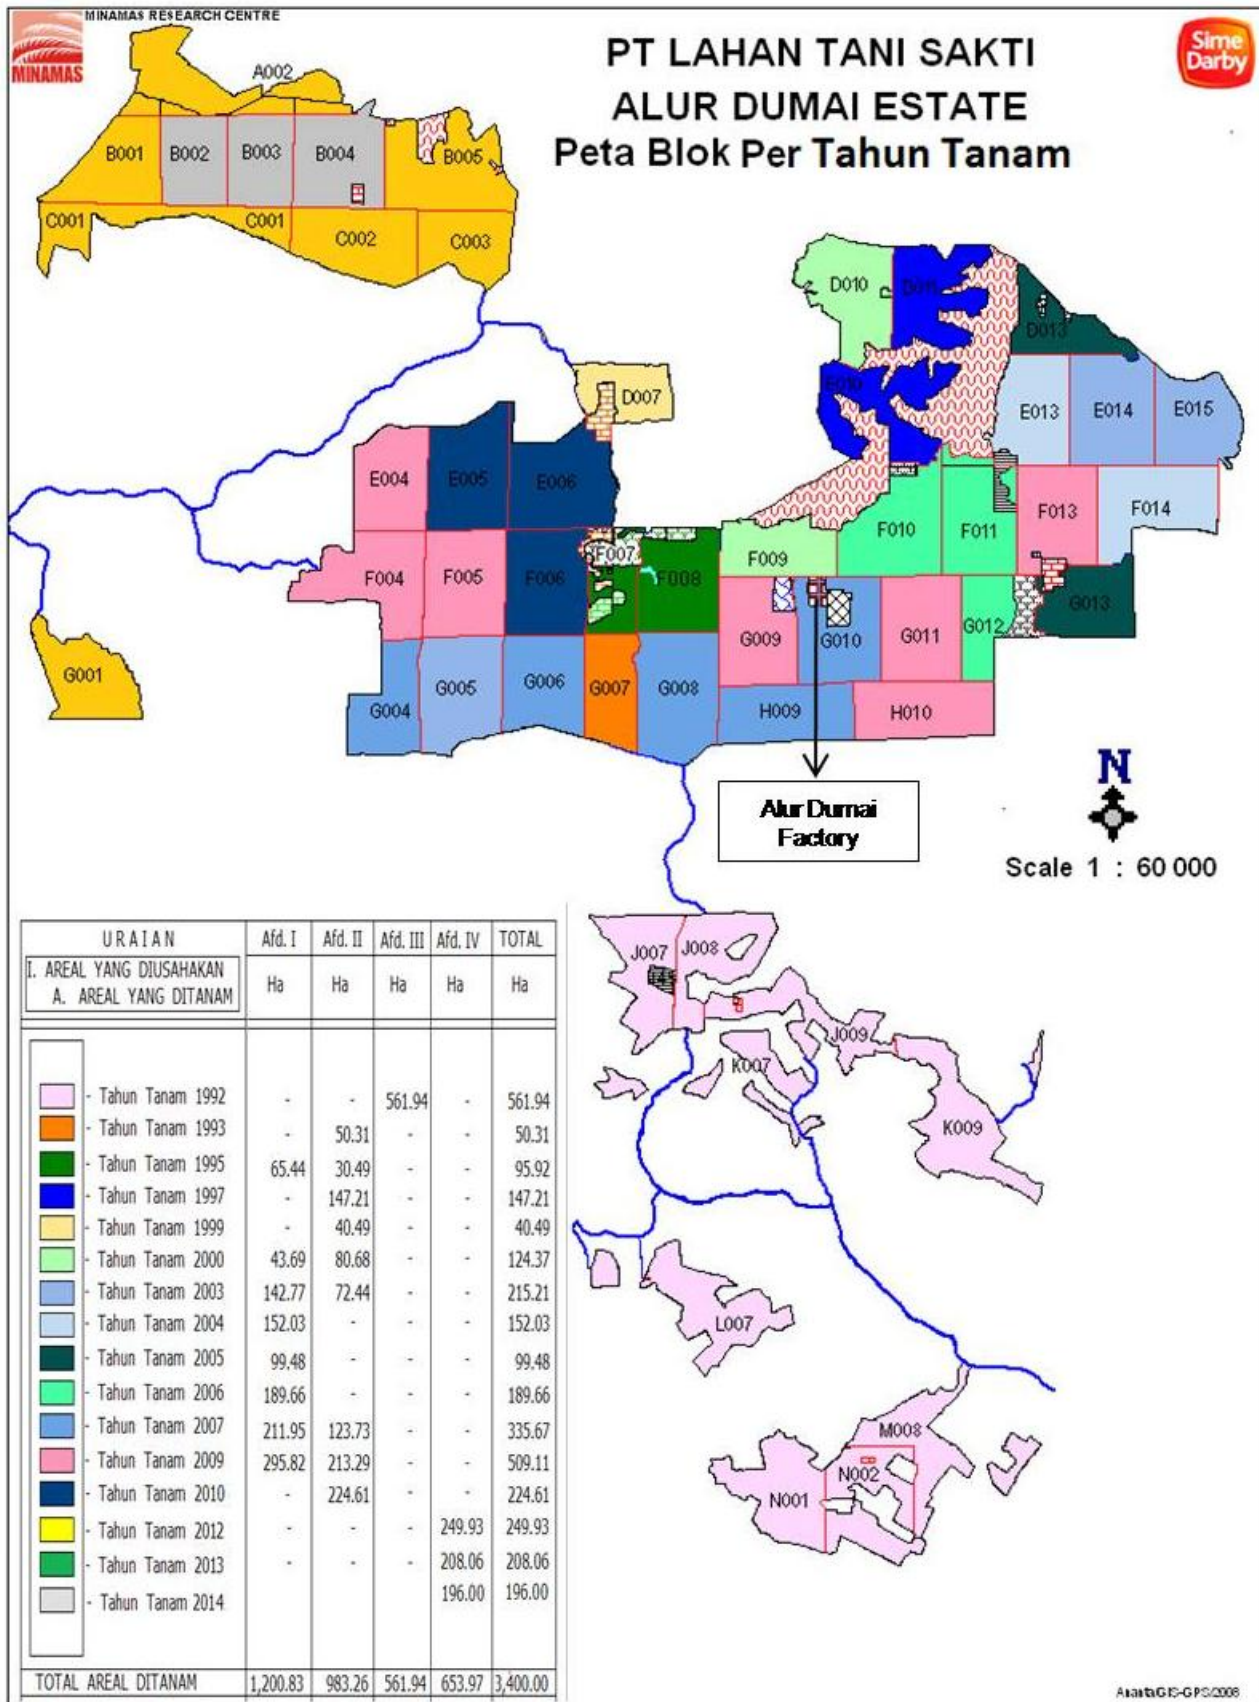 MINAMAS RESEARCH CENTRE
MINAMAS
Sime
Darby
PT LAHAN TANI SAKTI
ALUR DUMAI ESTATE
Peta Blok Per Tahun Tanam
A002
B001
B002
B003
B004
B005
C001
C001
C002
C003
D010
D011
D013
E010
D007
E013
E014
E015
E004
E005
E006
F013
F014
F010
F011
F009
F004
F005
F006
F007
F008
G013
G009
G010
G011
G012
G001
G004
G005
G006
G007
G008
H009
H010
Alur Dumai
Factory
N
Scale 1 : 60 000
J007
J008
J009
K007
K009
L007
M008
N001
N002
URAIAN Afd. I Afd. II Afd. III Afd. IV TOTAL
I. AREAL YANG DIUSAHAKAN
A. AREAL YANG DITANAM
Ha Ha Ha Ha Ha
- Tahun Tanam 1992 - - 561.94 - 561.94
- Tahun Tanam 1993 - 50.31 - - 50.31
- Tahun Tanam 1995 65.44 30.49 - - 95.92
- Tahun Tanam 1997 - 147.21 - - 147.21
- Tahun Tanam 1999 - 40.49 - - 40.49
- Tahun Tanam 2000 43.69 80.68 - - 124.37
- Tahun Tanam 2003 142.77 72.44 - - 215.21
- Tahun Tanam 2004 152.03 - - - 152.03
- Tahun Tanam 2005 99.48 - - - 99.48
- Tahun Tanam 2006 189.66 - - - 189.66
- Tahun Tanam 2007 211.95 123.73 - - 335.67
- Tahun Tanam 2009 295.82 213.29 - - 509.11
- Tahun Tanam 2010 - 224.61 - - 224.61
- Tahun Tanam 2012 - - - 249.93 249.93
- Tahun Tanam 2013 - - - 208.06 208.06
- Tahun Tanam 2014 196.00 196.00
TOTAL AREAL DITANAM 1,200.83 983.26 561.94 653.97 3,400.00
AnantaGIS-GPS/2008